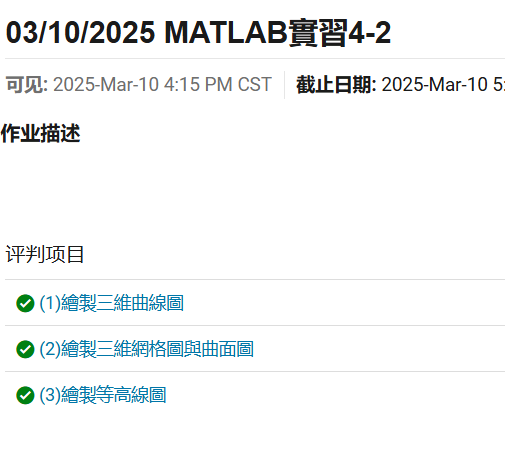 03/10/2025 MATLAB實習4-2
可见: 2025-Mar-10 4:15 PM CST 截止日期: 2025-Mar-10 5:
作业描述
评判项目
(1)繪製三維曲線圖
(2)繪製三維網格圖與曲面圖
(3)繪製等高線圖